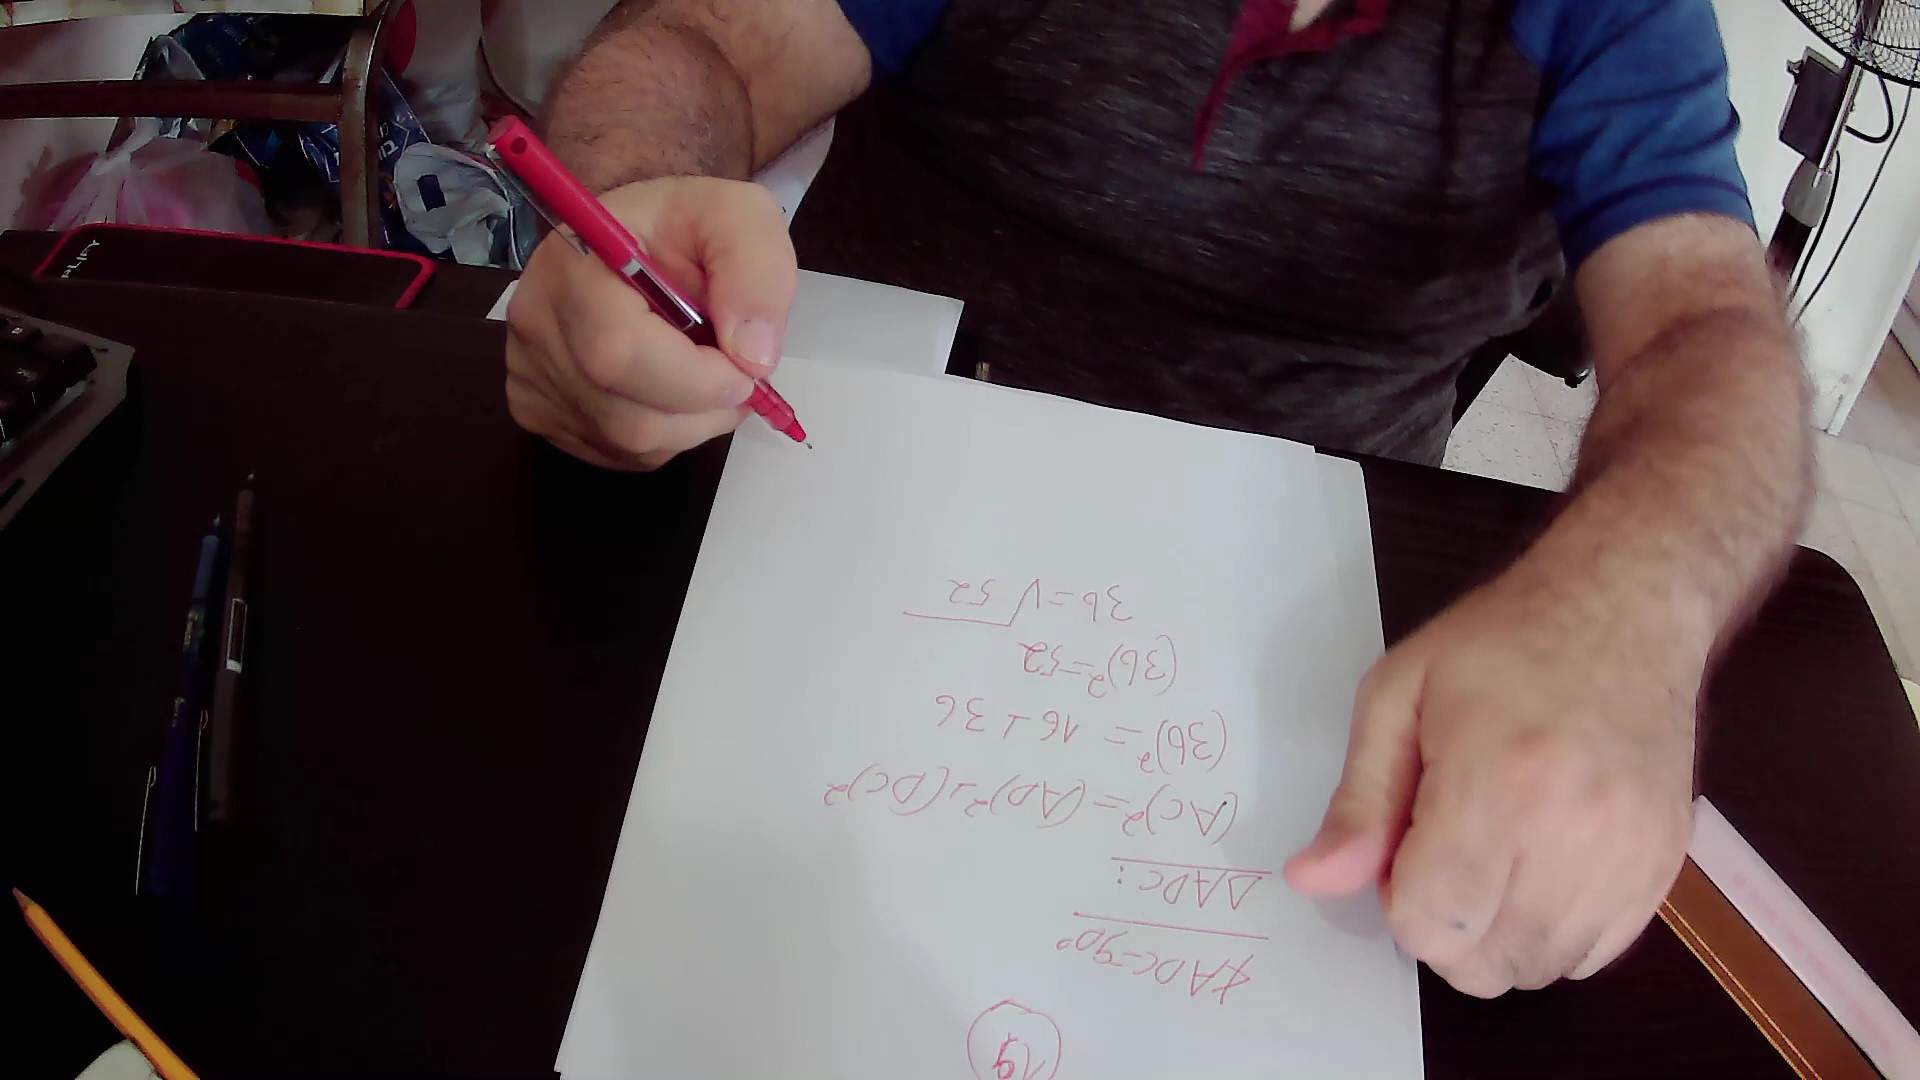 19
∢ADC=90°
ΔADC:
(AC)²=(AD)²+(DC)²
(3b)²=16+36
(3b)²=52
3b=√52